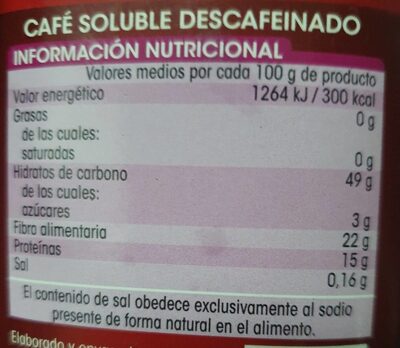 CAFÉ SOLUBLE DESCAFEINADO
INFORMACIÓN NUTRICIONAL
Valores medios por cada 100 g de producto
Valor energético 1264 kJ / 300 kcal
Grasas 0 g
de las cuales:
saturadas 0 g
Hidratos de carbono 49 g
de los cuales:
azúcares 3 g
Fibra alimentaria 22 g
Proteínas 15 g
Sal 0,16 g
El contenido de sal obedece exclusivamente al sodio
presente de forma natural en el alimento.
Elaborado y